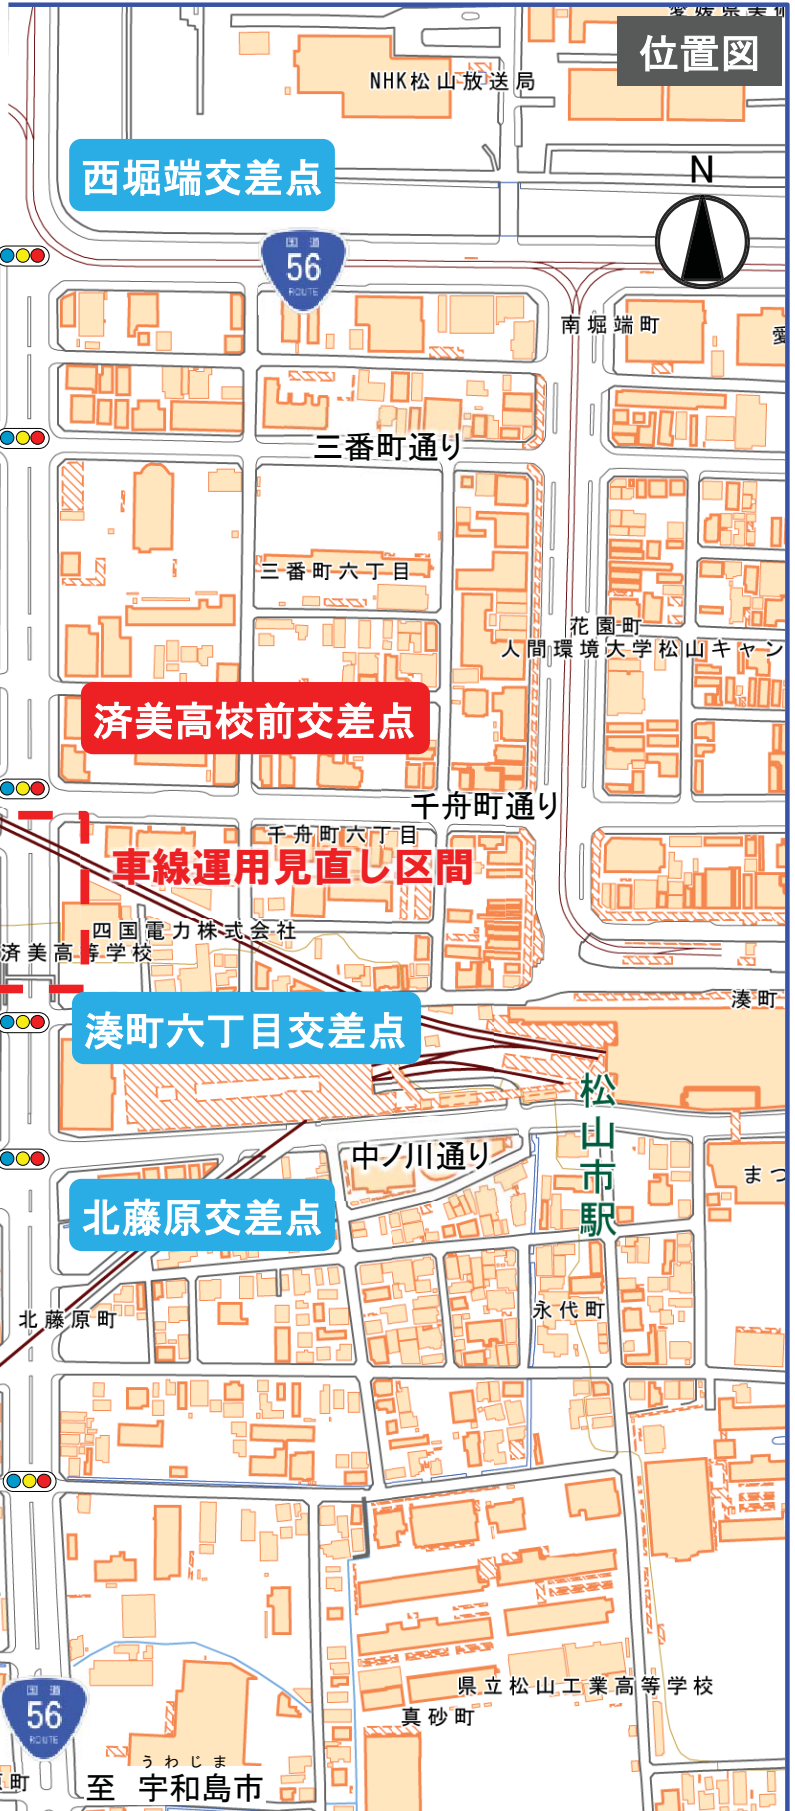 愛媛県美術
位置図
NHK松山放送局
西堀端交差点
N
国道
56
ROUTE
南堀端町
愛
三番町通り
三番町六丁目
花園町
人間環境大学松山キャン
済美高校前交差点
千舟町通り
千舟町六丁目
車線運用見直し区間
四国電力株式会社
済美高等学校
湊町
湊町六丁目交差点
松山市駅
中ノ川通り
まつ
北藤原交差点
永代町
北藤原町
県立松山工業高等学校
国道
56
ROUTE
真砂町
うわじま
至 宇和島市
町